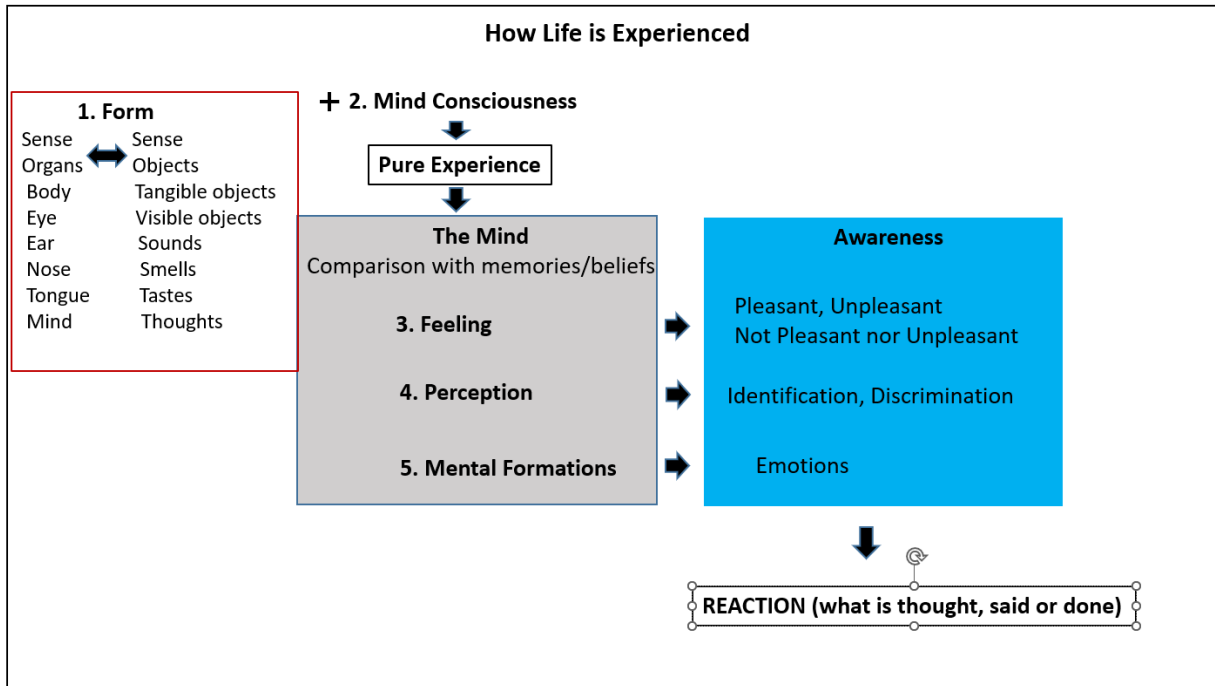 How Life is Experienced
1. Form
Sense Sense
Organs Objects
Body Tangible objects
Eye Visible objects
Ear Sounds
Nose Smells
Tongue Tastes
Mind Thoughts
+ 2. Mind Consciousness
Pure Experience
The Mind
Comparison with memories/beliefs
3. Feeling
4. Perception
5. Mental Formations
Awareness
Pleasant, Unpleasant
Not Pleasant nor Unpleasant
Identification, Discrimination
Emotions
REACTION (what is thought, said or done)